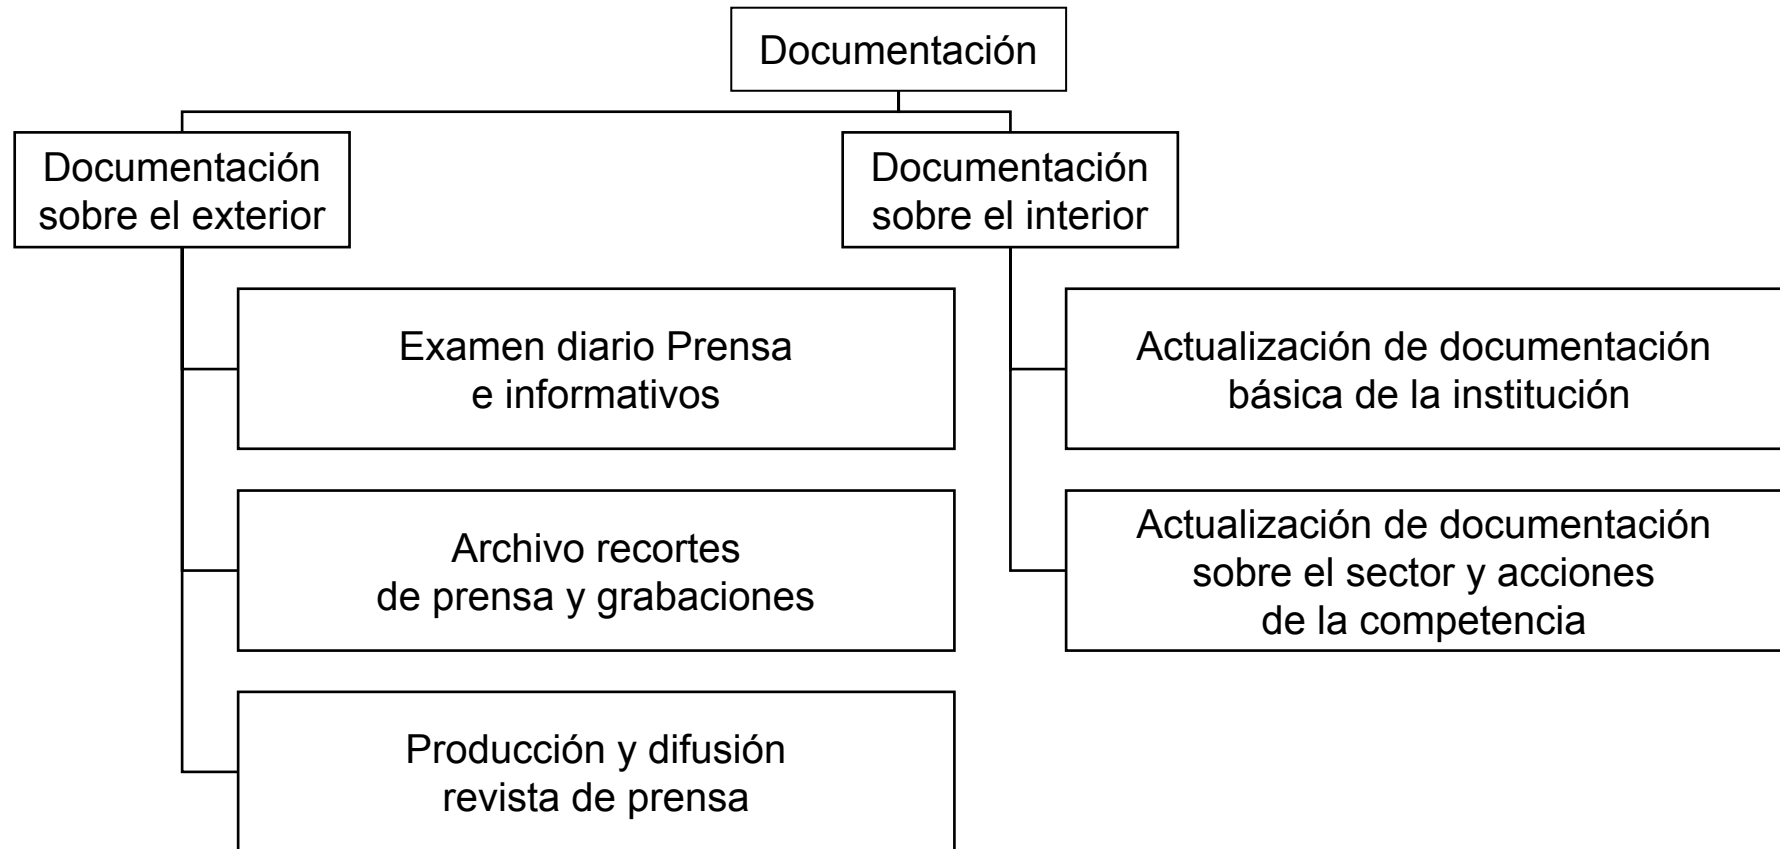 Documentación
Documentación
sobre el exterior
Documentación
sobre el interior
Examen diario Prensa
e informativos
Actualización de documentación
básica de la institución
Archivo recortes
de prensa y grabaciones
Actualización de documentación
sobre el sector y acciones
de la competencia
Producción y difusión
revista de prensa